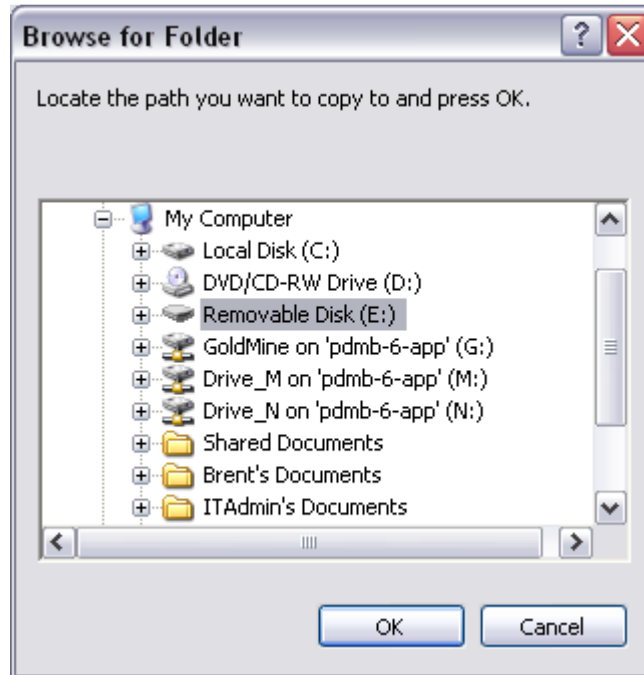 Browse for Folder
Locate the path you want to copy to and press OK.
My Computer
Local Disk (C:)
DVD/CD-RW Drive (D:)
Removable Disk (E:)
GoldMine on 'pdmb-6-app' (G:)
Drive_M on 'pdmb-6-app' (M:)
Drive_N on 'pdmb-6-app' (N:)
Shared Documents
Brent's Documents
ITAdmin's Documents
OK Cancel